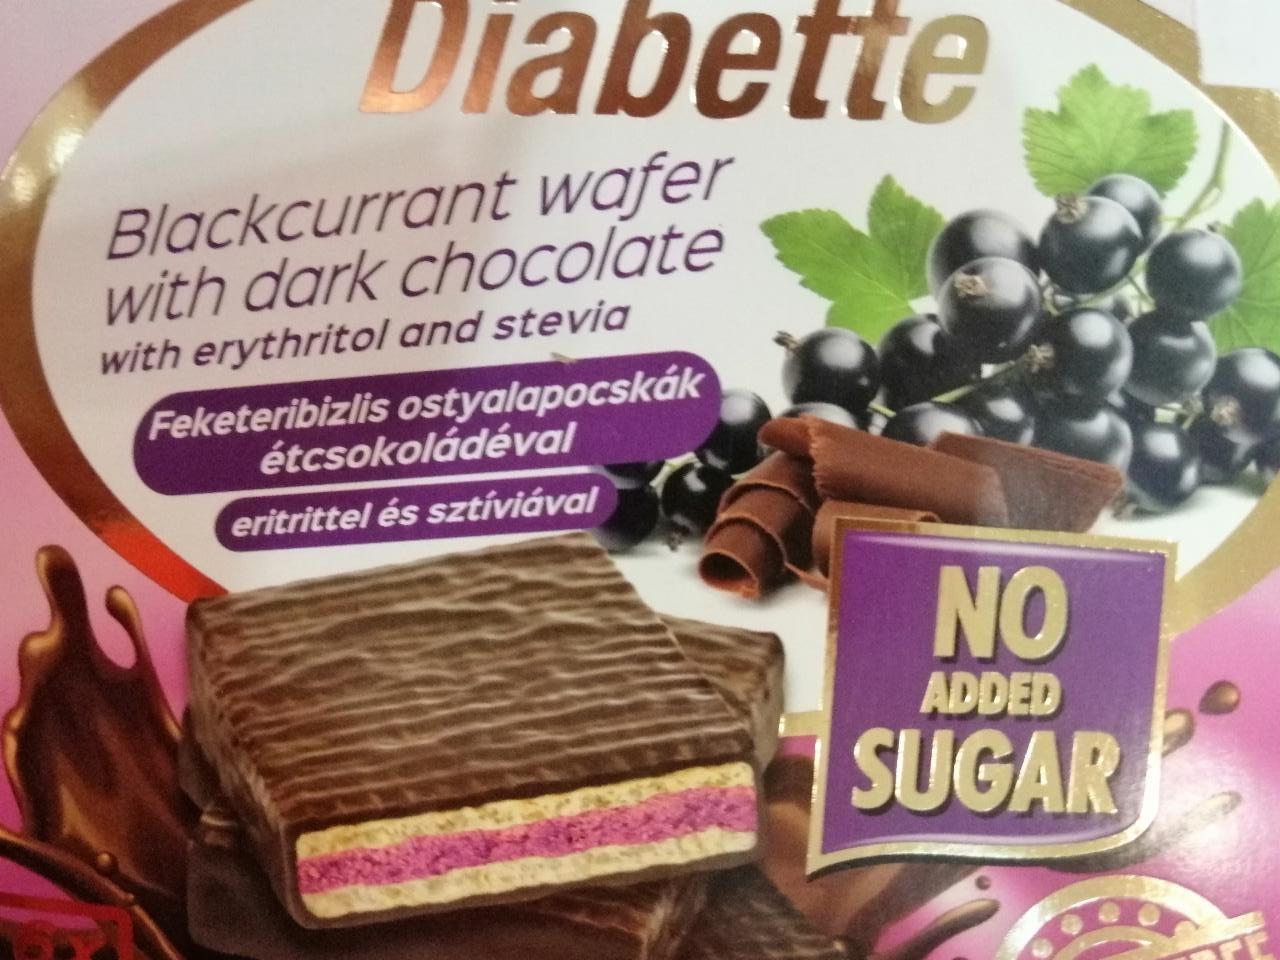 Diabette
Blackcurrant wafer
with dark chocolate
with erythritol and stevia
Feketeribizlis ostyalapocskák
étcsokoládéval
eritrittel és sztíviával
NO
ADDED
SUGAR
6x